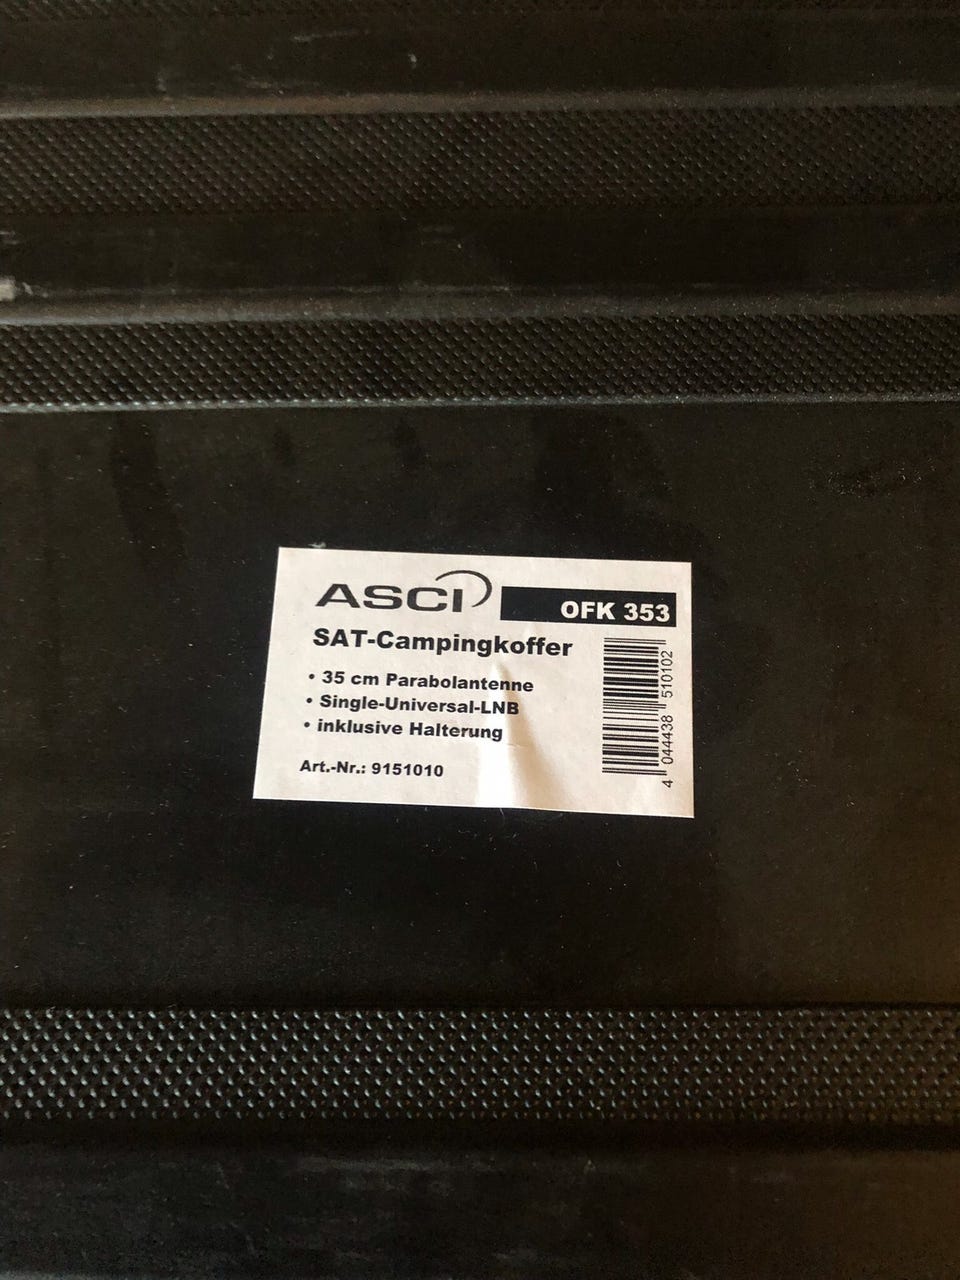 ASCI
OFK 353
SAT-Campingkoffer
• 35 cm Parabolantenne
• Single-Universal-LNB
• inklusive Halterung
Art.-Nr.: 9151010
4 044438 510102